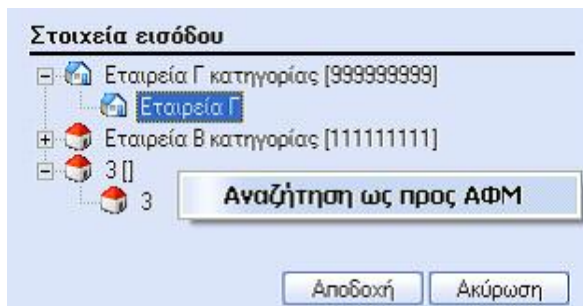 Στοιχεία εισόδου
Εταιρεία Γ κατηγορίας [999999999]
Εταιρεία Γ
Εταιρεία Β κατηγορίας [111111111]
3 []
3
Αναζήτηση ως προς ΑΦΜ
Αποδοχή Ακύρωση